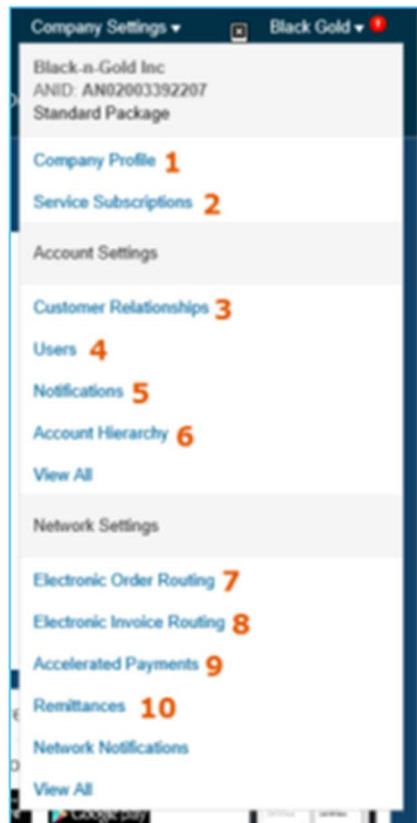 Company Settings ▾ x Black Gold ▾ !
Black-n-Gold Inc
ANID: AN02003392207
Standard Package
Company Profile 1
Service Subscriptions 2
Account Settings
Customer Relationships 3
Users 4
Notifications 5
Account Hierarchy 6
View All
Network Settings
Electronic Order Routing 7
Electronic Invoice Routing 8
Accelerated Payments 9
Remittances 10
Network Notifications
View All
Google play